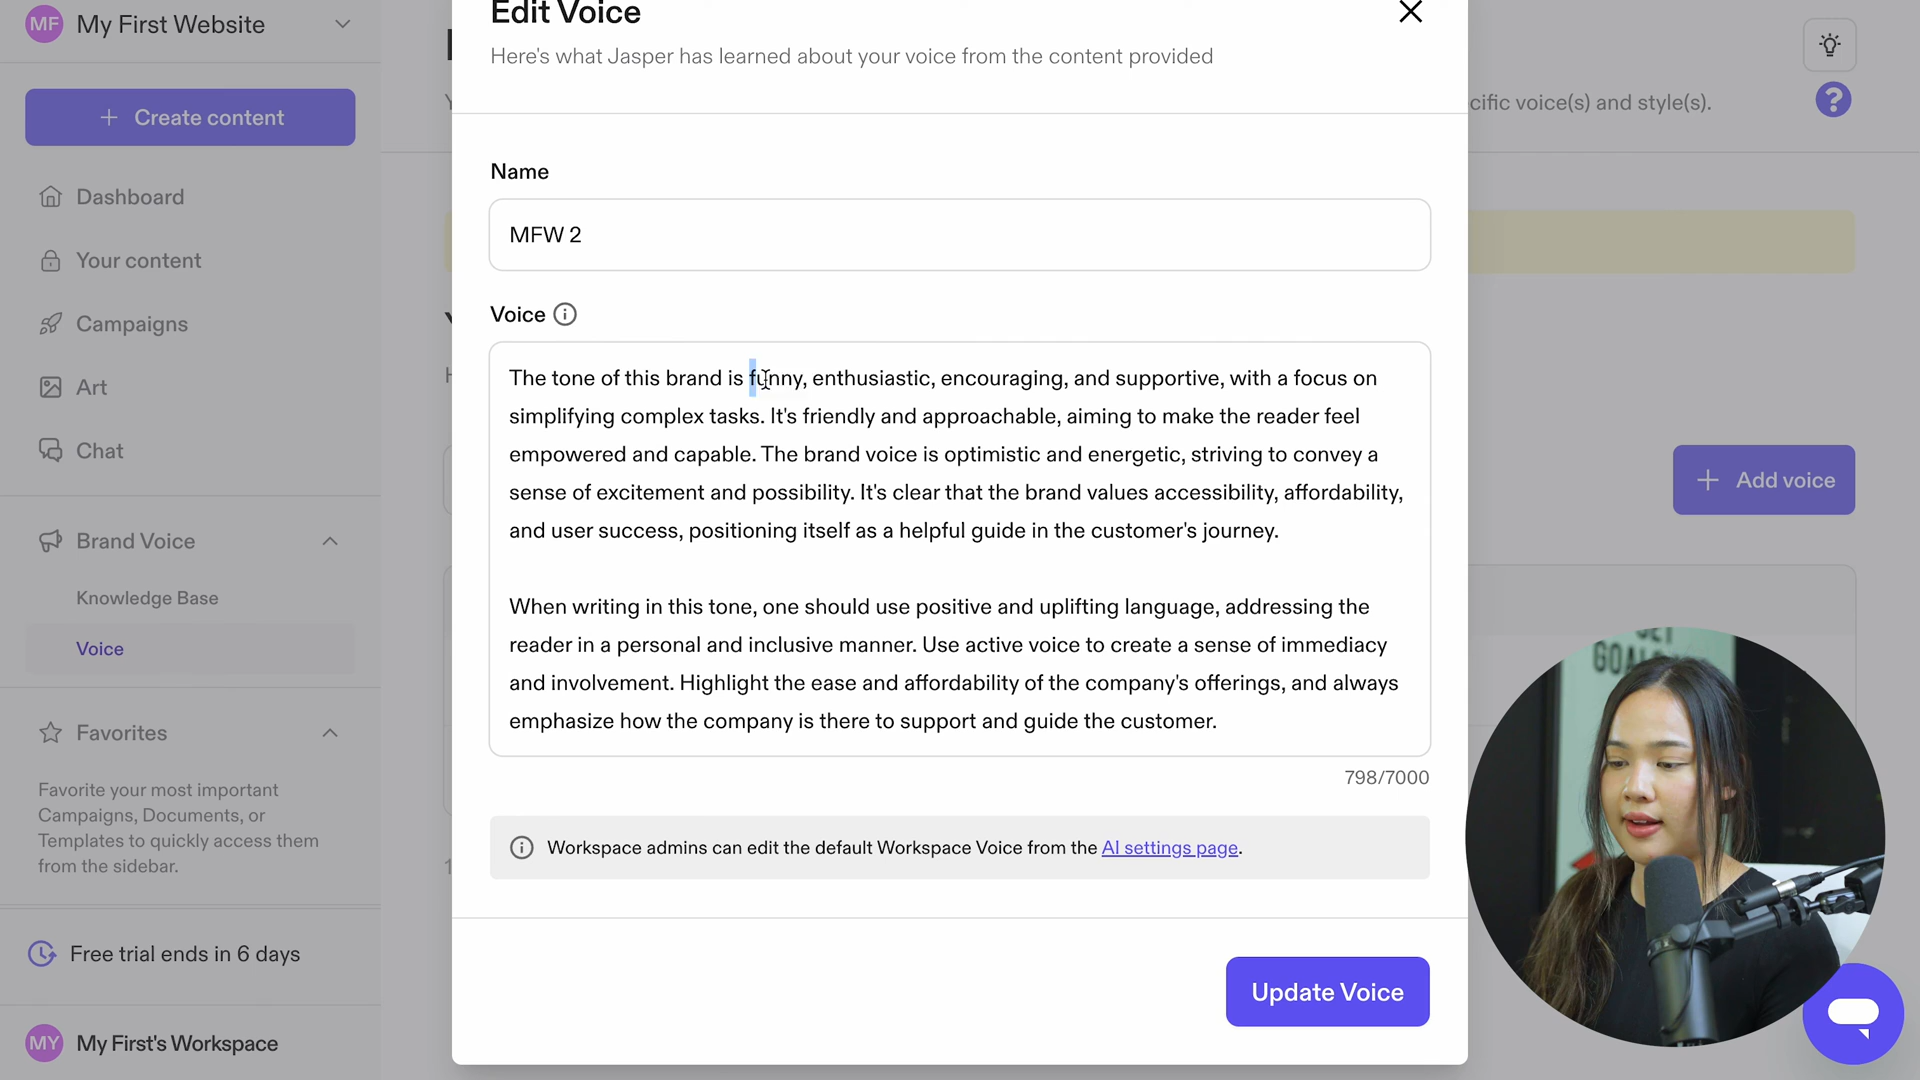 MF My First Website
+ Create content
Dashboard
Your content
Campaigns
Art
Chat
Brand Voice
Knowledge Base
Voice
Favorites
Favorite your most important
Campaigns, Documents, or
Templates to quickly access them
from the sidebar.
Free trial ends in 6 days
MY My First's Workspace
Edit Voice
Here's what Jasper has learned about your voice from the content provided
Name
MFW 2
Voice
The tone of this brand is funny, enthusiastic, encouraging, and supportive, with a focus on
simplifying complex tasks. It's friendly and approachable, aiming to make the reader feel
empowered and capable. The brand voice is optimistic and energetic, striving to convey a
sense of excitement and possibility. It's clear that the brand values accessibility, affordability,
and user success, positioning itself as a helpful guide in the customer's journey.
When writing in this tone, one should use positive and uplifting language, addressing the
reader in a personal and inclusive manner. Use active voice to create a sense of immediacy
and involvement. Highlight the ease and affordability of the company's offerings, and always
emphasize how the company is there to support and guide the customer.
798/7000
Workspace admins can edit the default Workspace Voice from the AI settings page.
Update Voice
?
cific voice(s) and style(s).
+ Add voice